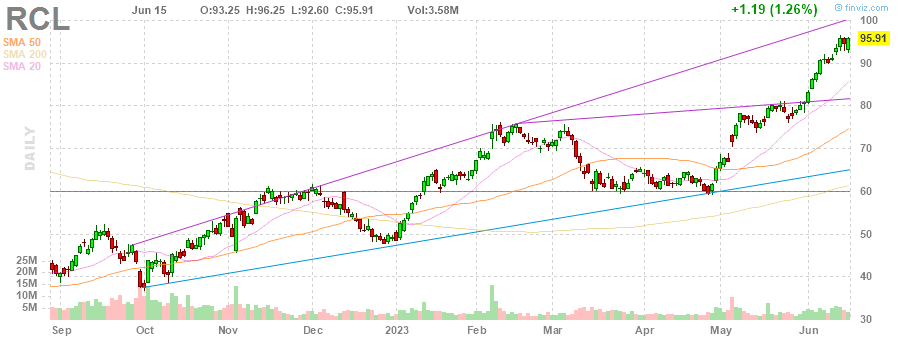 RCL
Jun 15 O:93.25 H:96.25 L:92.60 C:95.91 Vol:3.58M +1.19 (1.26%)
© finviz.com
SMA 50
SMA 200
SMA 20
DAILY
100
95.91
90
80
70
60
50
40
30
25M
20M
15M
10M
5M
Sep Oct Nov Dec 2023 Feb Mar Apr May Jun